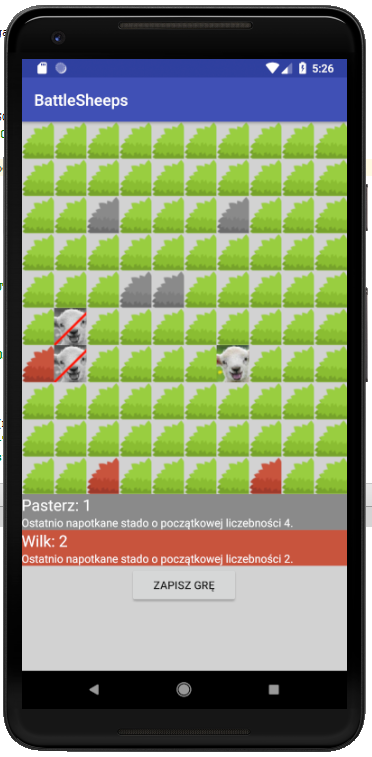 5:26
BattleSheeps
Pasterz: 1
Ostatnio napotkane stado o początkowej liczebności 4.
Wilk: 2
Ostatnio napotkane stado o początkowej liczebności 2.
ZAPISZ GRĘ